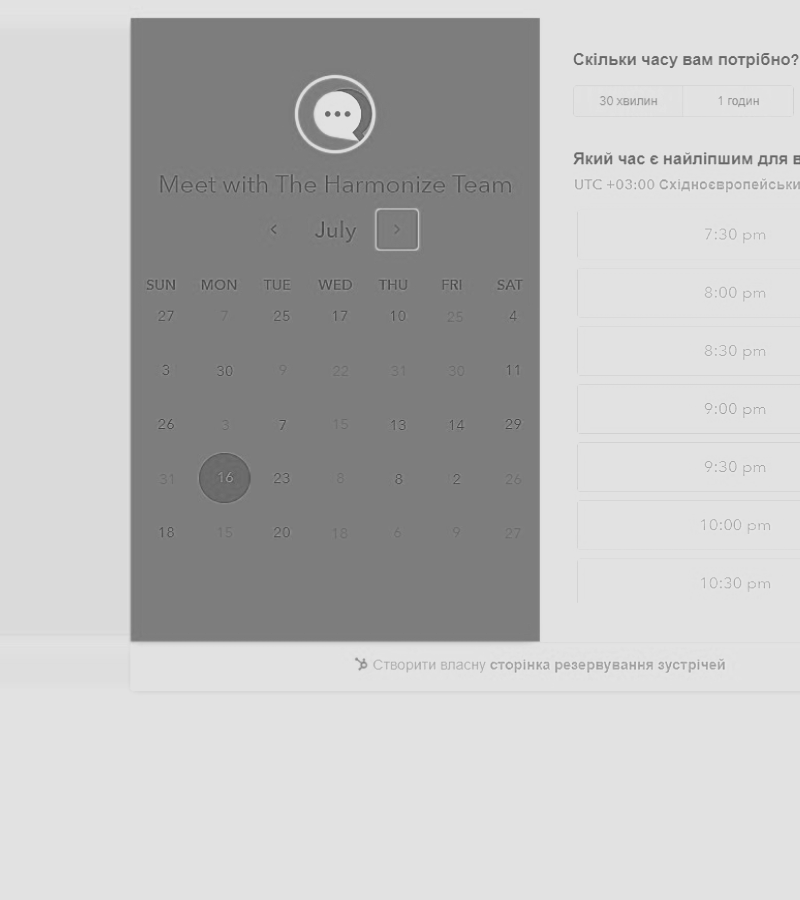 Meet with The Harmonize Team
July
SUN MON TUE WED THU FRI SAT
27 7 25 17 10 25 4
3 30 9 22 31 30 11
26 3 7 15 13 14 29
31 16 23 8 8 2 26
18 15 20 18 6 9 27
Скільки часу вам потрібно?
30 хвилин 1 годин
Який час є найліпшим для
UTC +03:00
7:30 pm
8:00 pm
8:30 pm
9:00 pm
9:30 pm
10:00 pm
10:30 pm
Створити власну сторінка резервування зустрічей